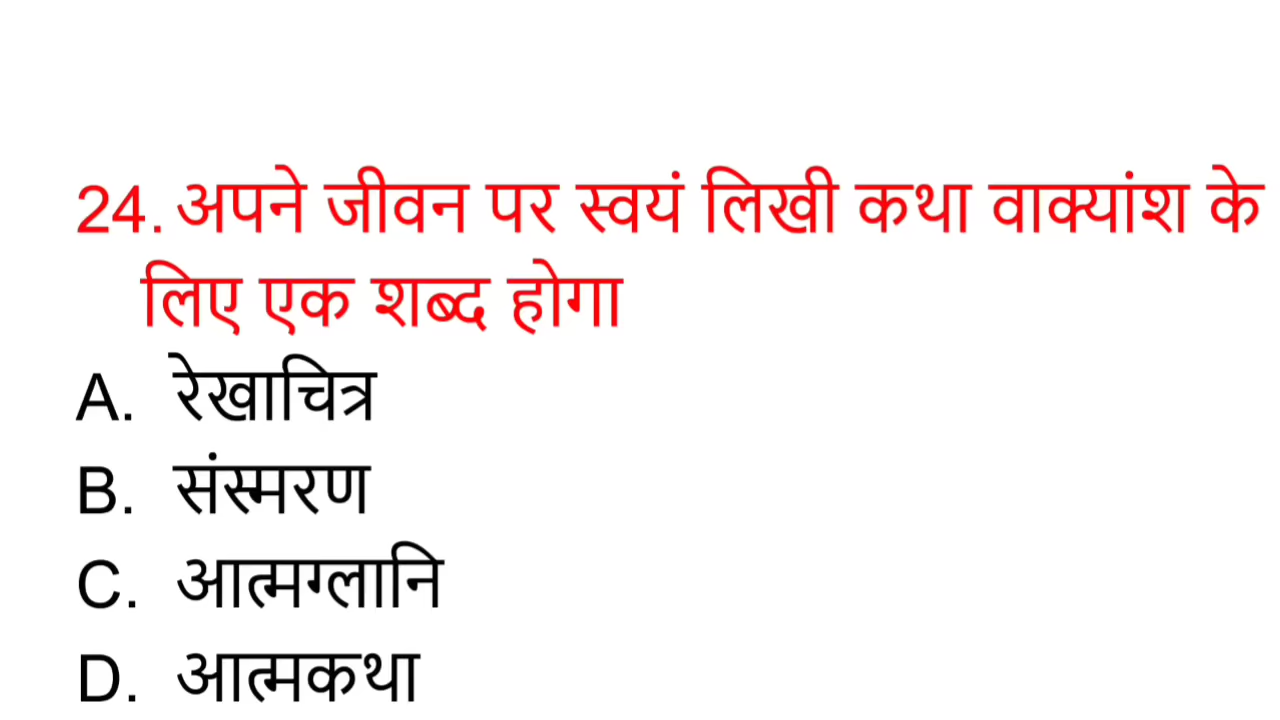 24. अपने जीवन पर स्वयं लिखी कथा वाक्यांश के
लिए एक शब्द होगा
A. रेखाचित्र
B. संस्मरण
C. आत्मग्लानि
D. आत्मकथा